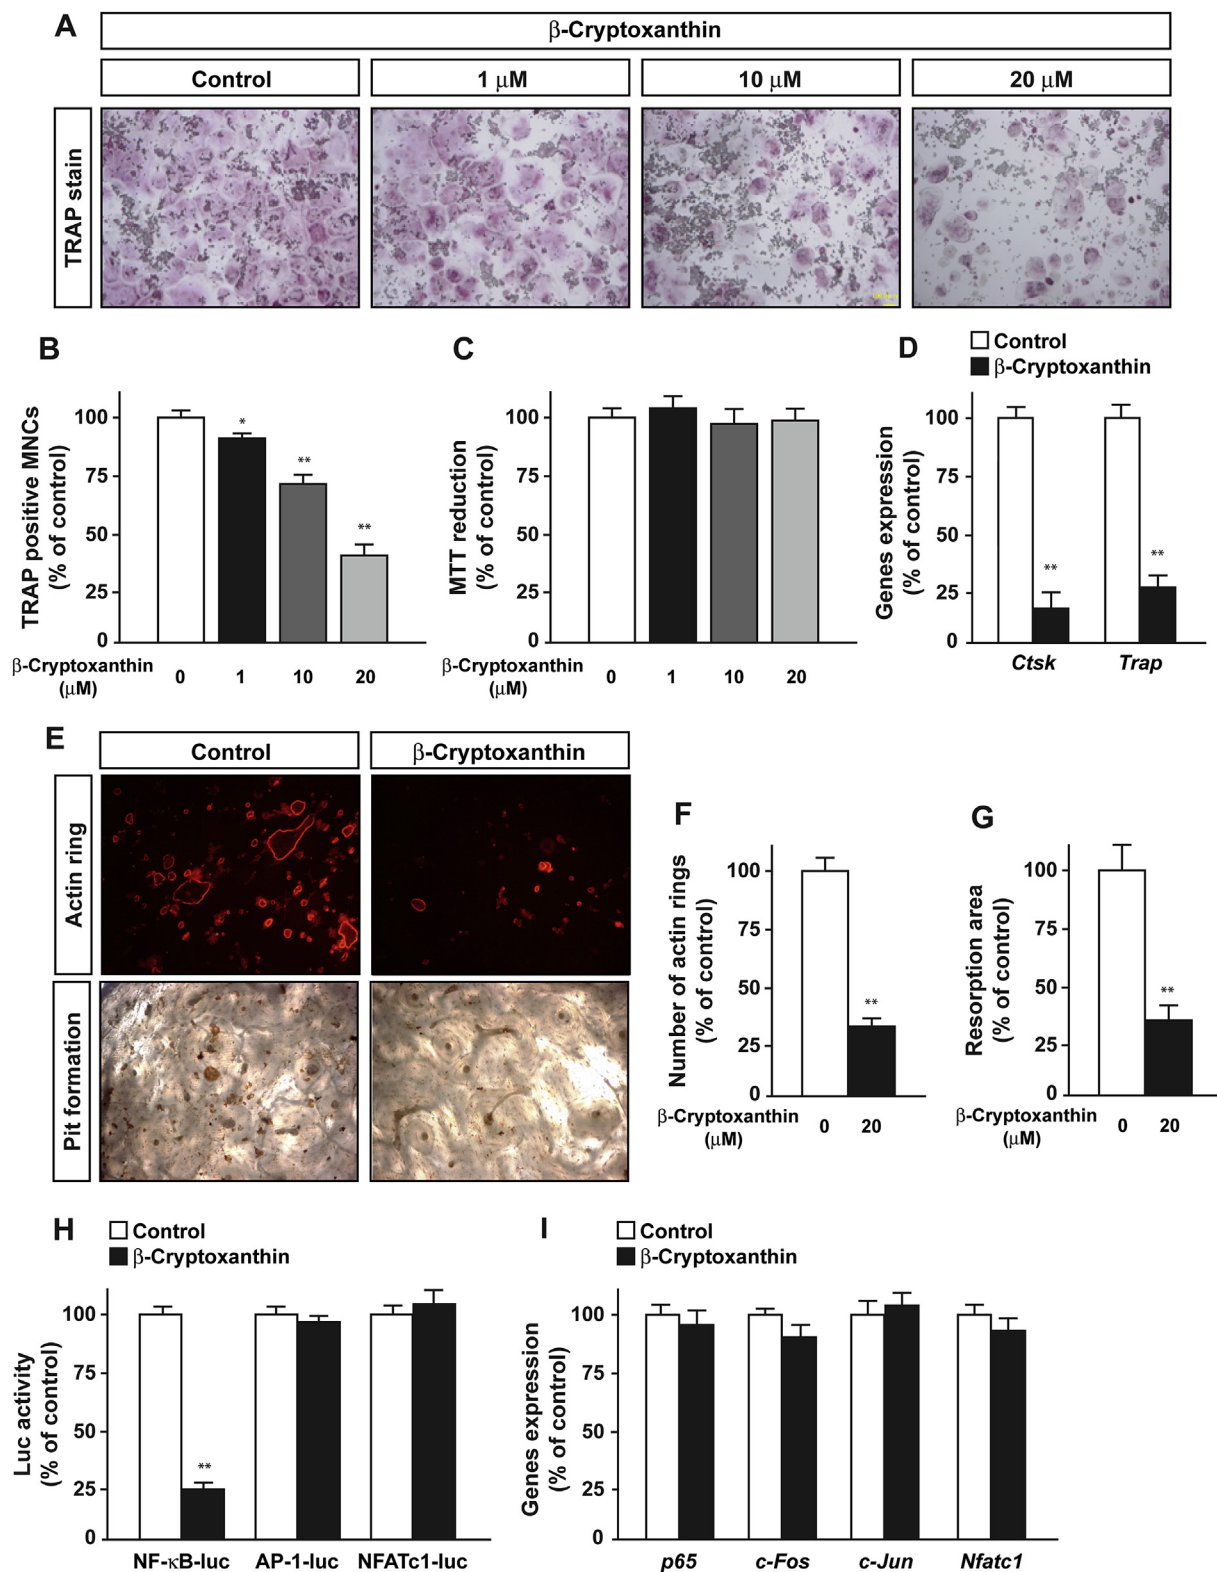 A
β-Cryptoxanthin
Control
1 μM
10 μM
20 μM
TRAP stain
B
TRAP positive MNCs
(% of control)
100
75
50
25
0
*
**
**
β-Cryptoxanthin
(μM)
0
1
10
20
C
MTT reduction
(% of control)
100
75
50
25
0
β-Cryptoxanthin
(μM)
0
1
10
20
D
Control
β-Cryptoxanthin
Genes expression
(% of control)
100
75
50
25
0
**
**
Ctsk
Trap
E
Control
β-Cryptoxanthin
Actin ring
Pit formation
F
Number of actin rings
(% of control)
100
75
50
25
0
**
β-Cryptoxanthin
(μM)
0
20
G
Resorption area
(% of control)
100
75
50
25
0
**
β-Cryptoxanthin
(μM)
0
20
H
Control
β-Cryptoxanthin
Luc activity
(% of control)
100
75
50
25
0
**
NF-κB-luc
AP-1-luc
NFATc1-luc
I
Control
β-Cryptoxanthin
Genes expression
(% of control)
100
75
50
25
0
p65
c-Fos
c-Jun
Nfatc1